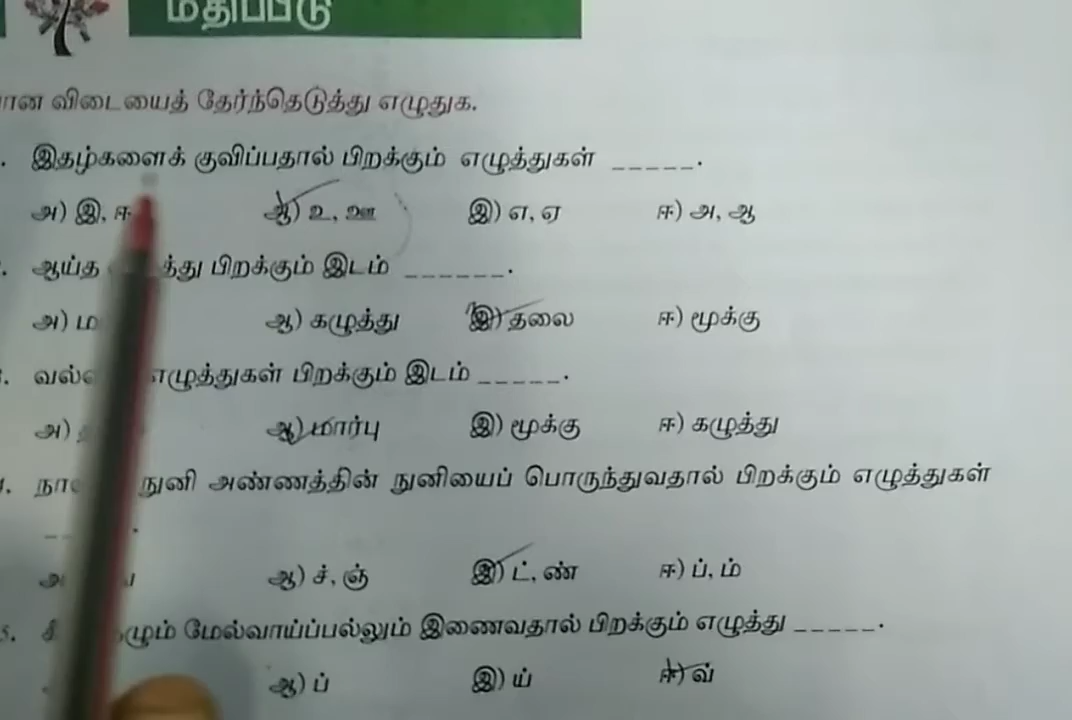 மதிப்பீடு
விடையைத் தேர்ந்தெடுத்து எழுதுக.
இதழ்களைக் குவிப்பதால் பிறக்கும் எழுத்துகள் _____.
அ) இ, ஈ ஆ) உ, ஊ இ) எ, ஏ ஈ) அ, ஆ
ஆய்த பிறக்கும் இடம் ______.
அ) ஆ) கழுத்து இ) தலை ஈ) மூக்கு
எழுத்துகள் பிறக்கும் இடம் _____.
அ) ஆ) மார்பு இ) மூக்கு ஈ) கழுத்து
நுனி அண்ணத்தின் நுனியைப் பொருந்துவதால் பிறக்கும் எழுத்துகள்
ஆ) ச், ஞ் இ) ட், ண் ஈ) ப், ம்
5. மேல்வாய்ப்பல்லும் இணைவதால் பிறக்கும் எழுத்து _____.
ஆ) ப் இ) ய் ஈ) வ்